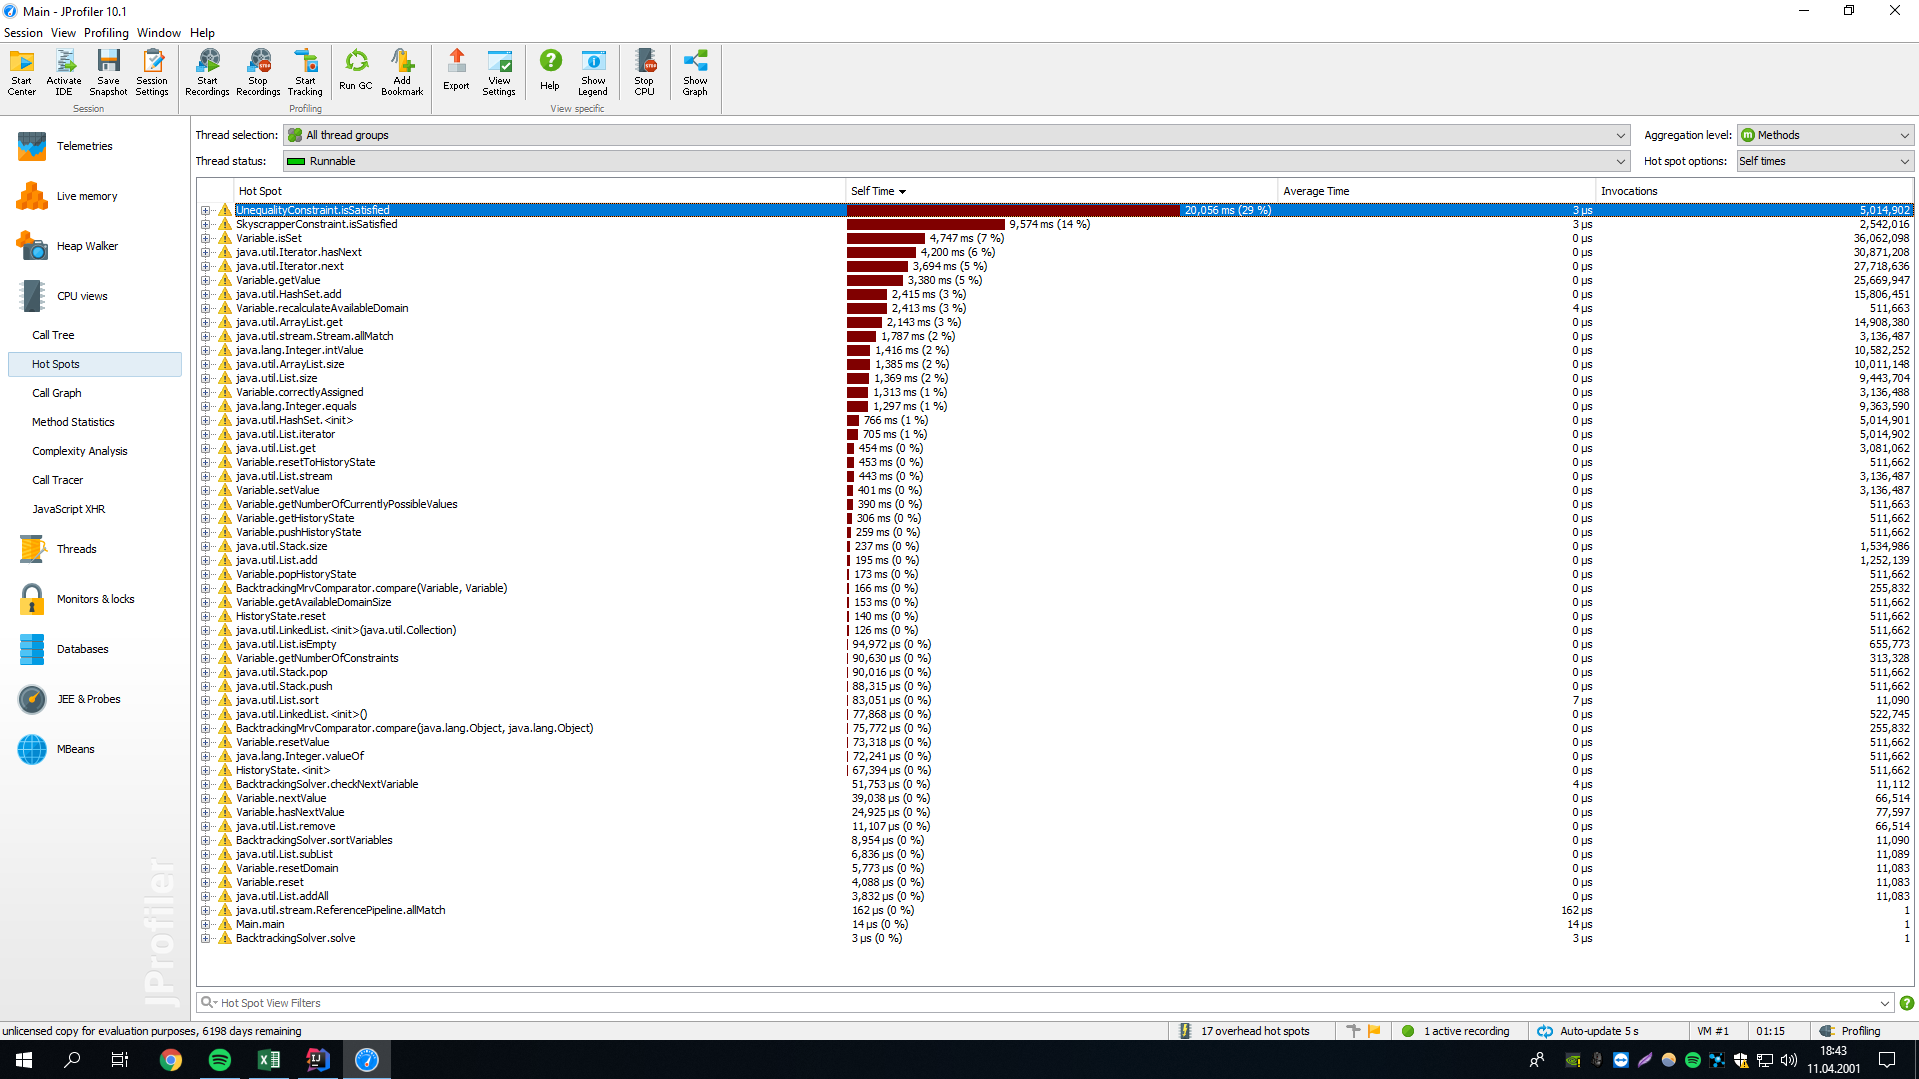 Main - JProfiler 10.1
Session View Profiling Window Help
Start Center
Activate IDE
Save Snapshot
Session Settings
Start Recordings
Stop Recordings
Start Tracking
Run GC
Add Bookmark
Export
View Settings
Help
Show Legend
Stop CPU
Show Graph
Session
Profiling
View specific
Telemetries
Live memory
Heap Walker
CPU views
Call Tree
Hot Spots
Call Graph
Method Statistics
Complexity Analysis
Call Tracer
JavaScript XHR
Threads
Monitors & locks
Databases
JEE & Probes
MBeans
JProfiler
Thread selection: All thread groups Aggregation level: Methods
Thread status: Runnable Hot spot options: Self times
Hot Spot Self Time Average Time Invocations
UnequalityConstraint.isSatisfied 20,056 ms (29 %) 3 µs 5,014,902
SkyscrapperConstraint.isSatisfied 9,574 ms (14 %) 3 µs 2,542,016
Variable.isSet 4,747 ms (7 %) 0 µs 36,062,098
java.util.Iterator.hasNext 4,200 ms (6 %) 0 µs 30,871,208
java.util.Iterator.next 3,694 ms (5 %) 0 µs 27,718,636
Variable.getValue 3,380 ms (5 %) 0 µs 25,669,947
java.util.HashSet.add 2,415 ms (3 %) 0 µs 15,806,451
Variable.recalculateAvailableDomain 2,413 ms (3 %) 4 µs 511,663
java.util.ArrayList.get 2,143 ms (3 %) 0 µs 14,908,380
java.util.stream.Stream.allMatch 1,787 ms (2 %) 0 µs 3,136,487
java.lang.Integer.intValue 1,416 ms (2 %) 0 µs 10,582,252
java.util.ArrayList.size 1,385 ms (2 %) 0 µs 10,011,148
java.util.List.size 1,369 ms (2 %) 0 µs 9,443,704
Variable.correctlyAssigned 1,313 ms (1 %) 0 µs 3,136,488
java.lang.Integer.equals 1,297 ms (1 %) 0 µs 9,363,590
java.util.HashSet.<init> 766 ms (1 %) 0 µs 5,014,901
java.util.List.iterator 705 ms (1 %) 0 µs 5,014,902
java.util.List.get 454 ms (0 %) 0 µs 3,081,062
Variable.resetToHistoryState 453 ms (0 %) 0 µs 511,662
java.util.List.stream 443 ms (0 %) 0 µs 3,136,487
Variable.setValue 401 ms (0 %) 0 µs 3,136,487
Variable.getNumberOfCurrentlyPossibleValues 390 ms (0 %) 0 µs 511,663
Variable.getHistoryState 306 ms (0 %) 0 µs 511,662
Variable.pushHistoryState 259 ms (0 %) 0 µs 511,662
java.util.Stack.size 237 ms (0 %) 0 µs 1,534,986
java.util.List.add 195 ms (0 %) 0 µs 1,252,139
Variable.popHistoryState 173 ms (0 %) 0 µs 511,662
BacktrackingMrvComparator.compare(Variable, Variable) 166 ms (0 %) 0 µs 255,832
Variable.getAvailableDomainSize 153 ms (0 %) 0 µs 511,662
HistoryState.reset 140 ms (0 %) 0 µs 511,662
java.util.LinkedList.<init>(java.util.Collection) 126 ms (0 %) 0 µs 511,662
java.util.List.isEmpty 94,972 µs (0 %) 0 µs 655,773
Variable.getNumberOfConstraints 90,630 µs (0 %) 0 µs 313,328
java.util.Stack.pop 90,016 µs (0 %) 0 µs 511,662
java.util.Stack.push 88,315 µs (0 %) 0 µs 511,662
java.util.List.sort 83,051 µs (0 %) 7 µs 11,090
java.util.LinkedList.<init>() 77,868 µs (0 %) 0 µs 522,745
BacktrackingMrvComparator.compare(java.lang.Object, java.lang.Object) 75,772 µs (0 %) 0 µs 255,832
Variable.resetValue 73,318 µs (0 %) 0 µs 511,662
java.lang.Integer.valueOf 72,241 µs (0 %) 0 µs 511,662
HistoryState.<init> 67,394 µs (0 %) 0 µs 511,662
BacktrackingSolver.checkNextVariable 51,753 µs (0 %) 4 µs 11,112
Variable.nextValue 39,038 µs (0 %) 0 µs 66,514
Variable.hasNextValue 24,925 µs (0 %) 0 µs 77,597
java.util.List.remove 11,107 µs (0 %) 0 µs 66,514
BacktrackingSolver.sortVariables 8,954 µs (0 %) 0 µs 11,090
java.util.List.subList 6,836 µs (0 %) 0 µs 11,089
Variable.resetDomain 5,773 µs (0 %) 0 µs 11,083
Variable.reset 4,088 µs (0 %) 0 µs 11,083
java.util.List.addAll 3,832 µs (0 %) 0 µs 11,083
java.util.stream.ReferencePipeline.allMatch 162 µs (0 %) 162 µs 1
Main.main 14 µs (0 %) 14 µs 1
BacktrackingSolver.solve 3 µs (0 %) 3 µs 1
Hot Spot View Filters
unlicensed copy for evaluation purposes, 6198 days remaining 17 overhead hot spots 1 active recording Auto-update 5 s VM #1 01:15 Profiling
18:43
11.04.2001